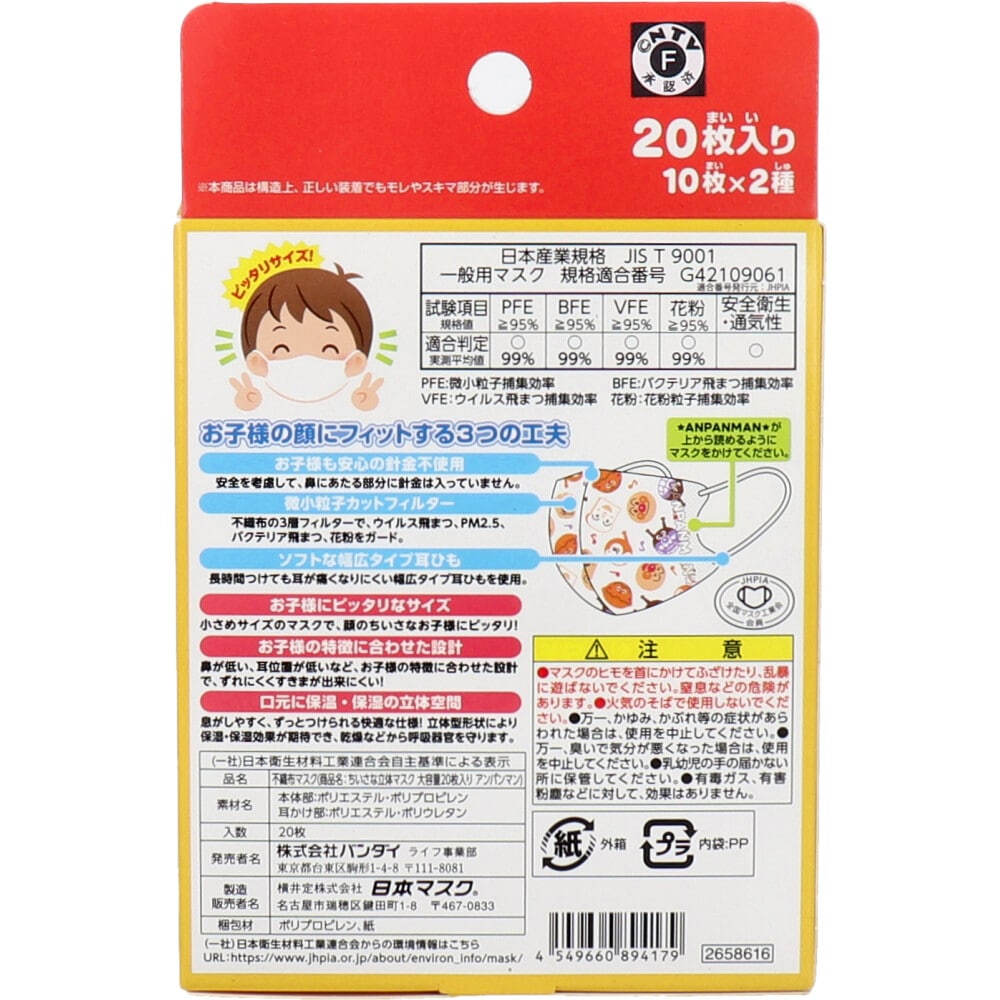 ©NTV
F
承認済
20枚入り
まい い
10枚×2種
まい しゅ
※本商品は構造上、正しい装着でもモレやスキマ部分が生じます。
ピッタリサイズ!
日本産業規格 JIS T 9001
一般用マスク 規格適合番号 G42109061
適合番号発行元:JHPIA
試験項目 PFE BFE VFE 花粉 安全衛生
規格値 ≧95% ≧95% ≧95% ≧95% ・通気性
適合判定 ○ ○ ○ ○ ○
実測平均値 99% 99% 99% 99%
PFE:微小粒子捕集効率 BFE:バクテリア飛まつ捕集効率
VFE:ウイルス飛まつ捕集効率 花粉:花粉粒子捕集効率
お子様の顔にフィットする3つの工夫
★ANPANMAN★が
上から読めるように
マスクをかけてください。
お子様も安心の針金不使用
安全を考慮して、鼻にあたる部分に針金は入っていません。
微小粒子カットフィルター
不織布の3層フィルターで、ウイルス飛まつ、PM2.5、
バクテリア飛まつ、花粉をガード。
ソフトな幅広タイプ耳ひも
長時間つけても耳が痛くなりにくい幅広タイプ耳ひもを使用。
ANPANMAN
JHPIA
全国マスク工業会
会員
お子様にピッタリなサイズ
小さめサイズのマスクで、顔のちいさなお子様にピッタリ!
お子様の特徴に合わせた設計
鼻が低い、耳位置が低いなど、お子様の特徴に合わせた設計
で、ずれにくくすきまが出来にくい!
口元に保温・保湿の立体空間
息がしやすく、ずっとつけられる快適な仕様!立体型形状により
保温・保湿効果が期待でき、乾燥などから呼吸器官を守ります。
注意
●マスクのヒモを首にかけてふざけたり、乱暴
に遊ばないでください。窒息などの危険が
あります。●火気のそばで使用しないでくだ
さい。●万一、かゆみ、かぶれ等の症状があら
われた場合は、使用を中止してください。●
万一、臭いで気分が悪くなった場合は、使用
を中止してください。●乳幼児の手の届かない
所に保管してください。●有毒ガス、有害
粉塵などに対して、効果はありません。
(一社)日本衛生材料工業連合会自主基準による表示
品名 不織布マスク(商品名:ちいさな立体マスク 大容量20枚入り アンパンマン)
素材名 本体部:ポリエステル・ポリプロピレン
耳かけ部:ポリエステル・ポリウレタン
入数 20枚
発売者名 株式会社バンダイ ライフ事業部
東京都台東区駒形1-4-8 〒111-8081
製造
販売者名 横井定株式会社 日本マスク®
名古屋市瑞穂区鍵田町1-8 〒467-0833
梱包材 ポリプロピレン、紙
(一社)日本衛生材料工業連合会からの環境情報はこちら
URL:https://www.jhpia.or.jp/about/environ_info/mask/
紙 外箱
プラ 内袋:PP
4 549660 894179
2658616